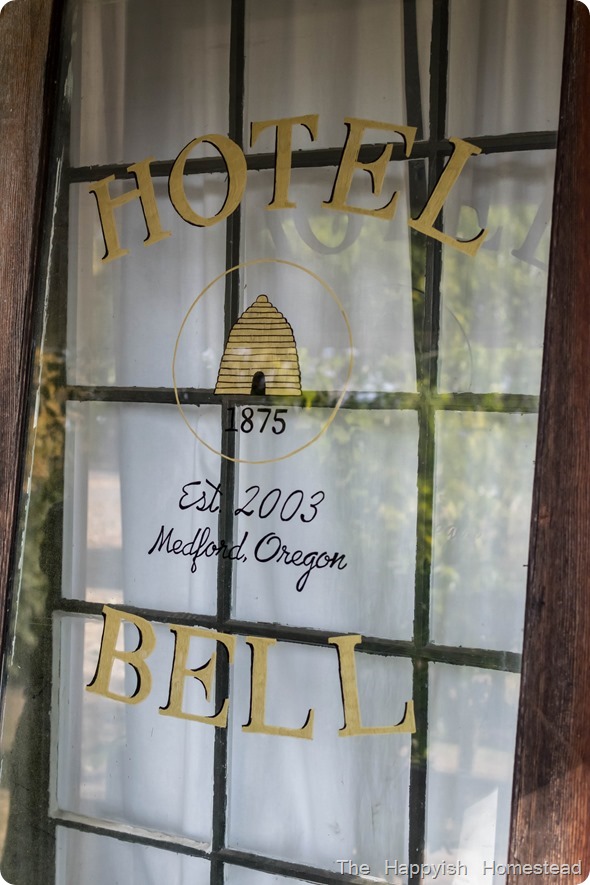 HOTEL
1875
Est. 2003
Medford, Oregon
BELL
The Happyish Homestead